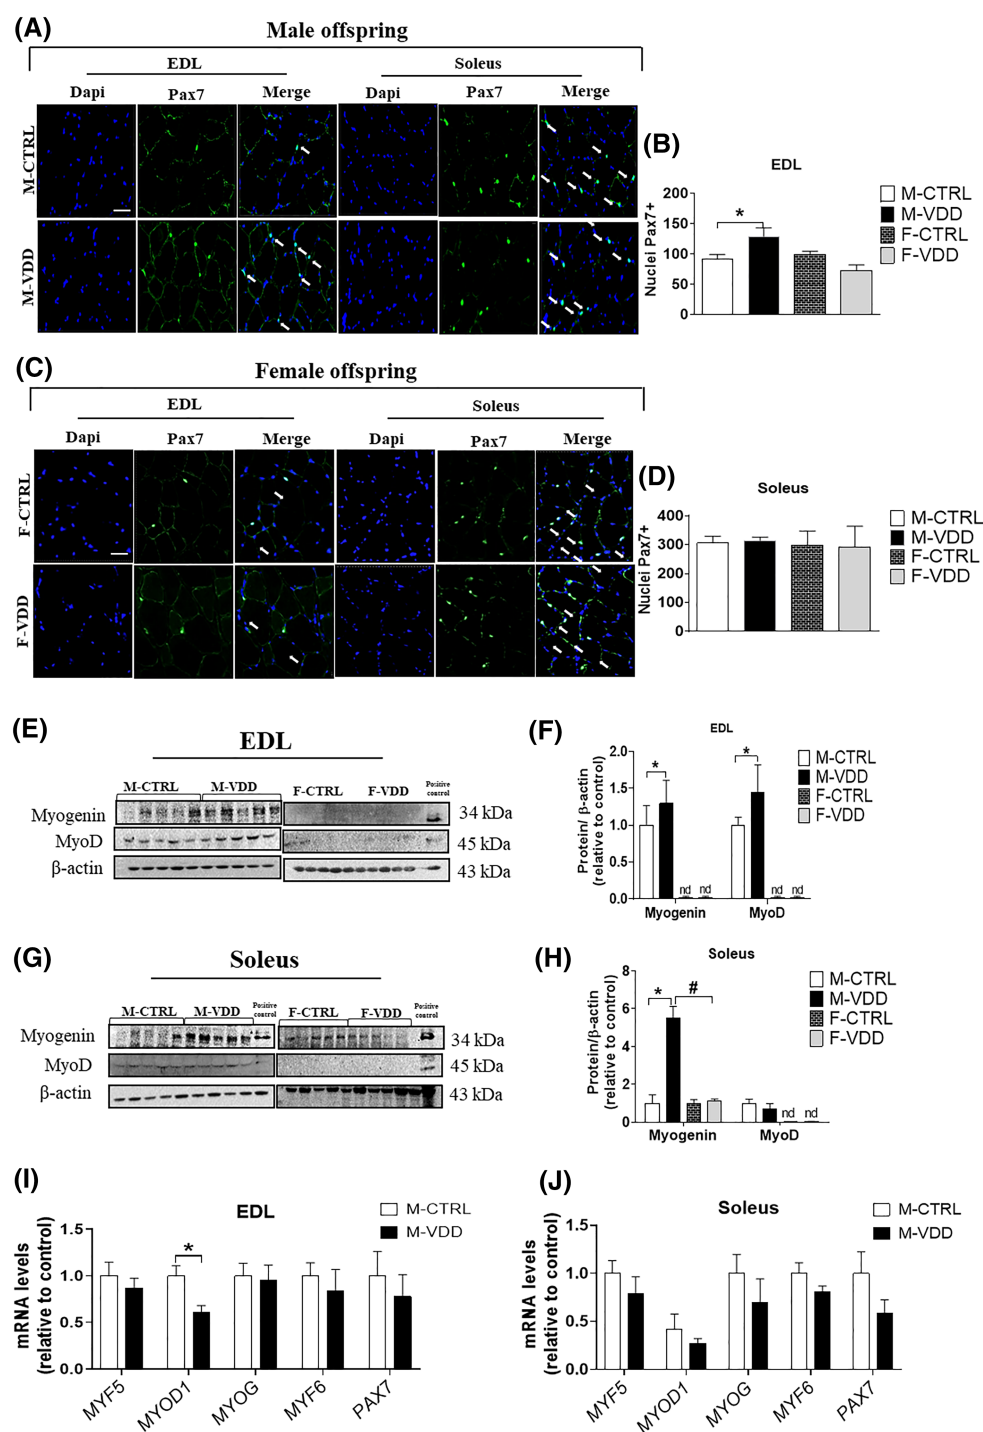 (A)
Male offspring
EDL
Soleus
Dapi Pax7 Merge Dapi Pax7 Merge
M-CTRL
M-VDD
(B)
EDL
Nuclei Pax7+
200
150
100
50
0
*
M-CTRL
M-VDD
F-CTRL
F-VDD
(C)
Female offspring
EDL
Soleus
Dapi Pax7 Merge Dapi Pax7 Merge
F-CTRL
F-VDD
(D)
Soleus
Nuclei Pax7+
400
300
200
100
0
M-CTRL
M-VDD
F-CTRL
F-VDD
(E)
EDL
M-CTRL M-VDD F-CTRL F-VDD Positive control
Myogenin 34 kDa
MyoD 45 kDa
β-actin 43 kDa
(F)
EDL
Protein/ β-actin
(relative to control)
2.0
1.5
1.0
0.5
0.0
* *
nd nd nd nd
Myogenin MyoD
M-CTRL
M-VDD
F-CTRL
F-VDD
(G)
Soleus
M-CTRL M-VDD Positive control F-CTRL F-VDD Positive control
Myogenin 34 kDa
MyoD 45 kDa
β-actin 43 kDa
(H)
Soleus
Protein/β-actin
(relative to control)
8
6
4
2
0
* #
nd nd
Myogenin MyoD
M-CTRL
M-VDD
F-CTRL
F-VDD
(I)
EDL
mRNA levels
(relative to control)
1.5
1.0
0.5
0.0
*
MYF5 MYOD1 MYOG MYF6 PAX7
M-CTRL
M-VDD
(J)
Soleus
mRNA levels
(relative to control)
1.5
1.0
0.5
0.0
MYF5 MYOD1 MYOG MYF6 PAX7
M-CTRL
M-VDD